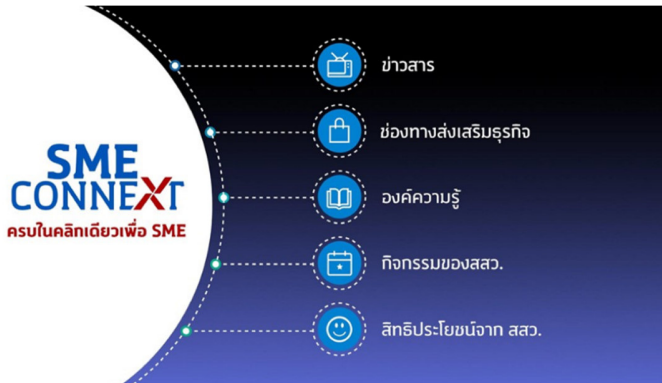 SME
CONNEXT
ครบในคลิกเดียวเพื่อ SME
ข่าวสาร
ช่องทางส่งเสริมธุรกิจ
องค์ความรู้
กิจกรรมของสสว.
สิทธิประโยชน์จาก สสว.